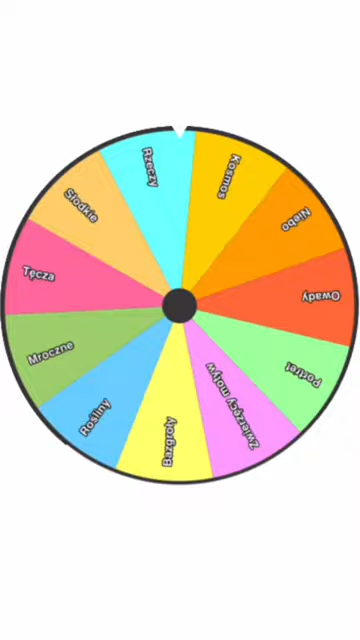 Rzeczy
Kosmos
Niebo
Owady
Portret
Zwierzęcy motyw
Bazgroły
Rośliny
Mroczne
Tęcza
Słodkie